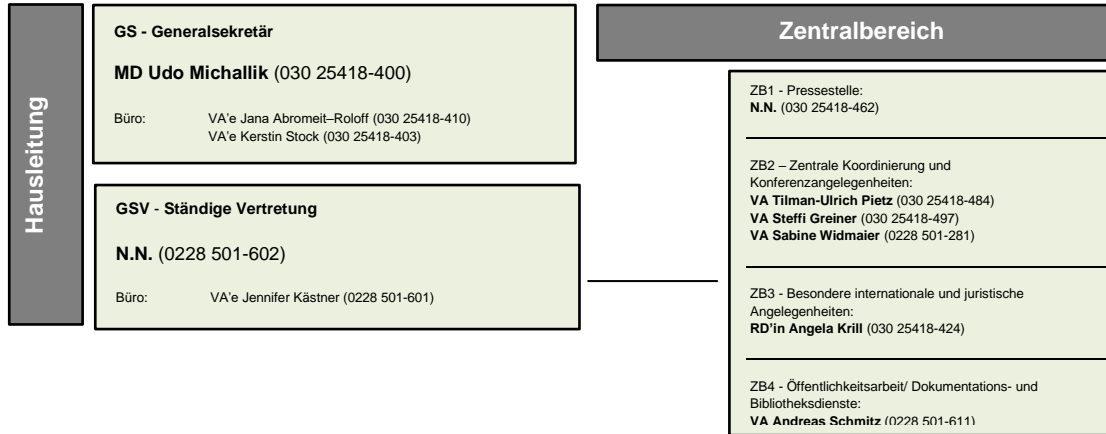 Hausleitung
GS - Generalsekretär
MD Udo Michallik (030 25418-400)
Büro: VA'e Jana Abromeit–Roloff (030 25418-410)
VA'e Kerstin Stock (030 25418-403)
GSV - Ständige Vertretung
N.N. (0228 501-602)
Büro: VA'e Jennifer Kästner (0228 501-601)
Zentralbereich
ZB1 - Pressestelle:
N.N. (030 25418-462)
ZB2 – Zentrale Koordinierung und
Konferenzangelegenheiten:
VA Tilman-Ulrich Pietz (030 25418-484)
VA Steffi Greiner (030 25418-497)
VA Sabine Widmaier (0228 501-281)
ZB3 - Besondere internationale und juristische
Angelegenheiten:
RD'in Angela Krill (030 25418-424)
ZB4 - Öffentlichkeitsarbeit/ Dokumentations- und
Bibliotheksdienste:
VA Andreas Schmitz (0228 501-611)